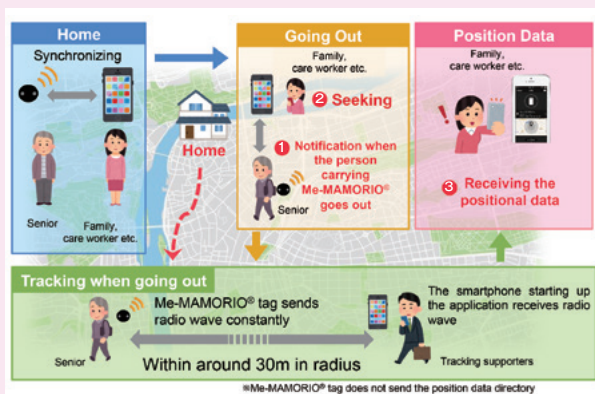 Home
Synchronizing
Senior
Family,
care worker etc.
Home
Going Out
Family,
care worker etc.
② Seeking
① Notification when
the person
carrying
Me-MAMORIO®
goes out
Senior
Position Data
Family,
care worker etc.
!
③ Receiving the
positional data
Tracking when going out
Me-MAMORIO® tag sends
radio wave constantly
Senior
Within around 30m in radius
The smartphone starting up
the application receives radio
wave
Tracking supporters
※Me-MAMORIO® tag does not send the position data directory